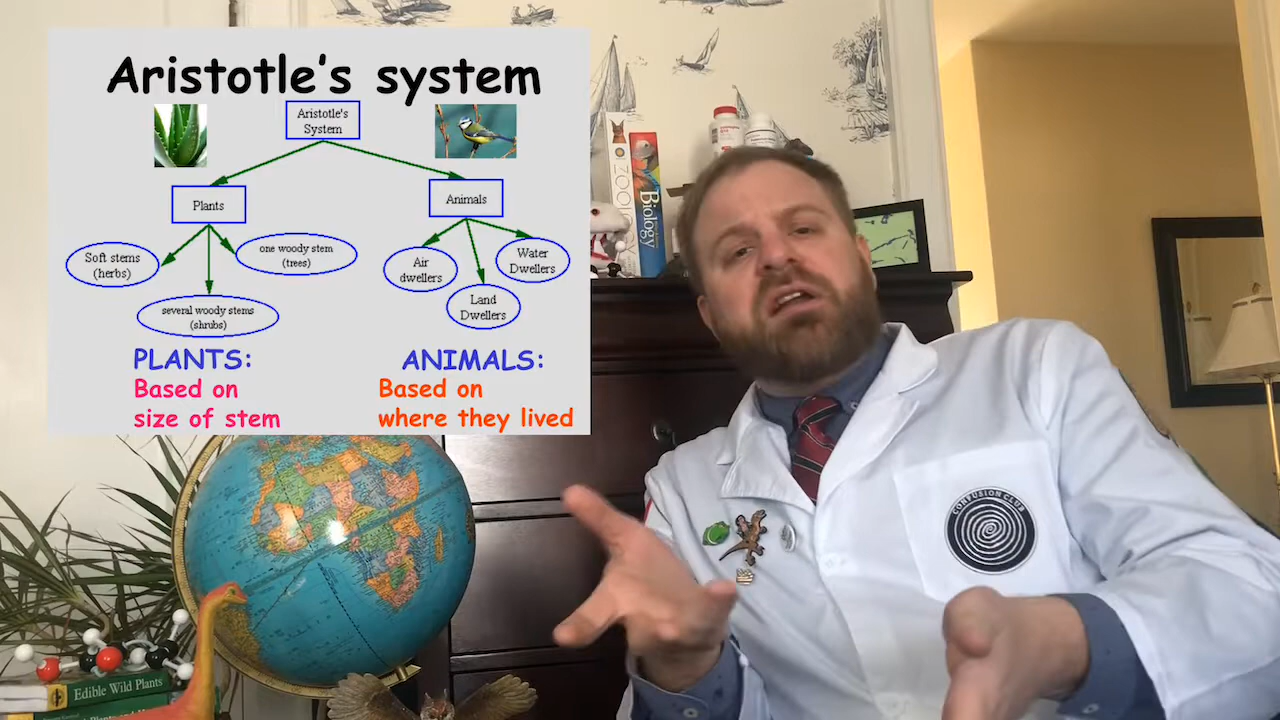 Aristotle's system
Aristotle's
System
Plants
Animals
Soft stems
(herbs)
one woody stem
(trees)
several woody stems
(shrubs)
Air
dwellers
Water
Dwellers
Land
Dwellers
PLANTS:
Based on
size of stem
ANIMALS:
Based on
where they lived
ZOOLOGY
Biology
CONFUSION CLUB
Edible Wild Plants